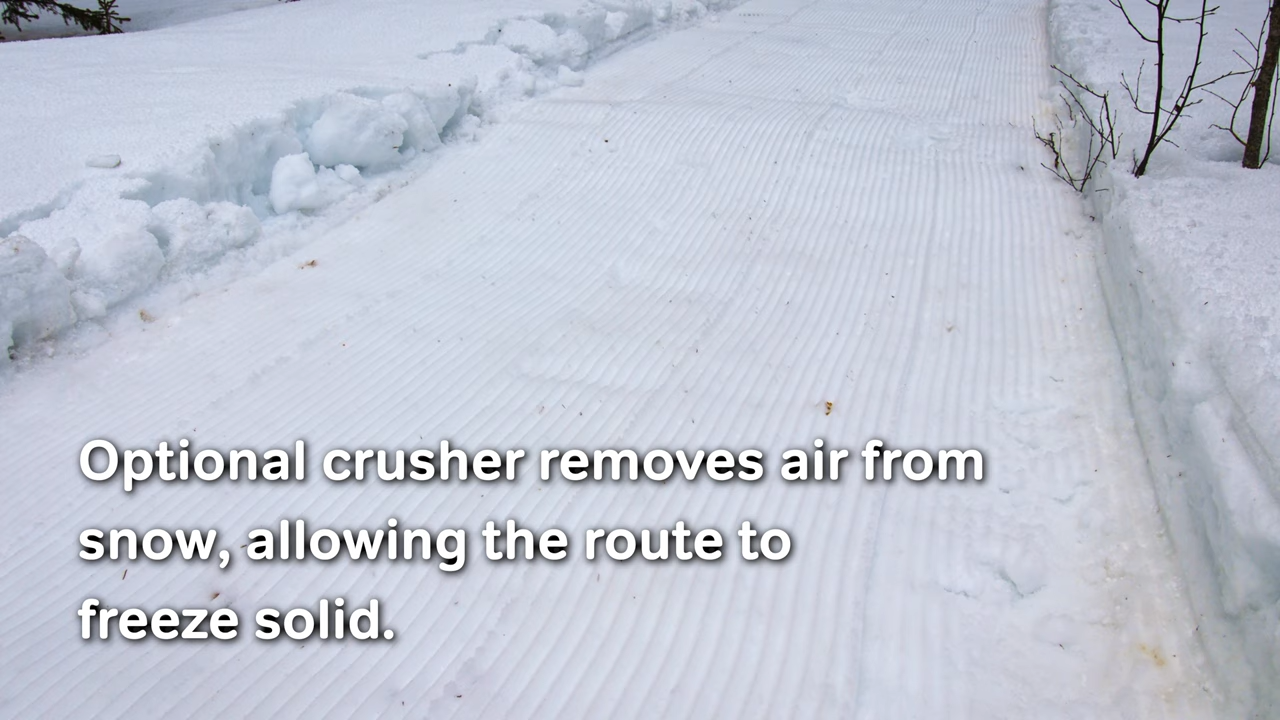 Optional crusher removes air from
snow, allowing the route to
freeze solid.